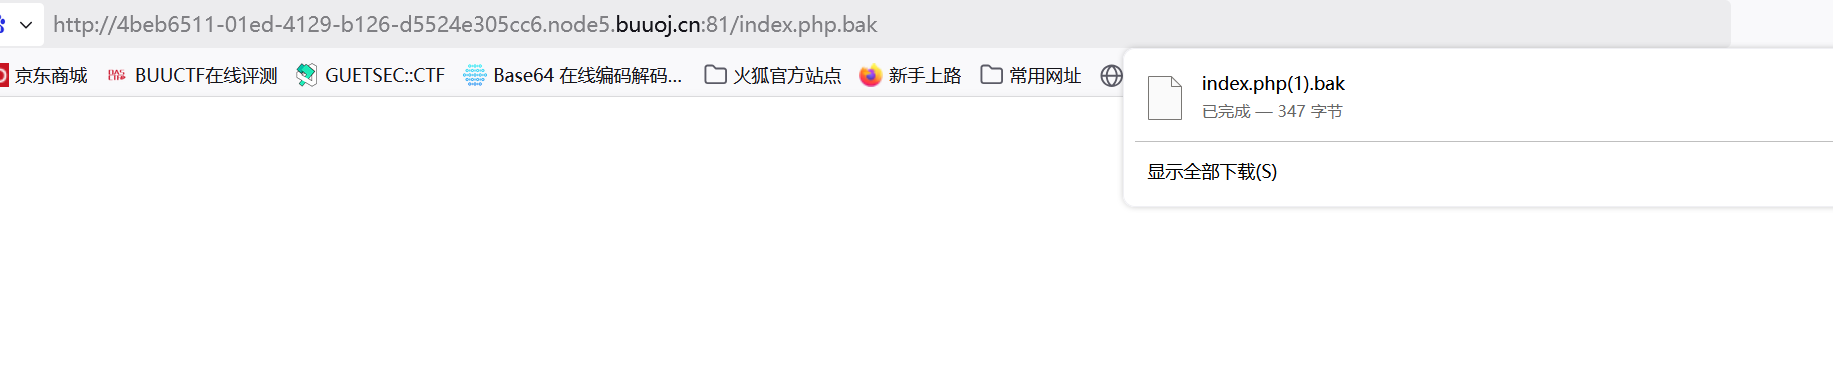 http://4beb6511-01ed-4129-b126-d5524e305cc6.node5.buuoj.cn:81/index.php.bak
京东商城 BUUCTF在线评测 GUETSEC::CTF Base64 在线编码解码... 火狐官方站点 新手上路 常用网址
index.php(1).bak
已完成 — 347 字节
显示全部下载(S)